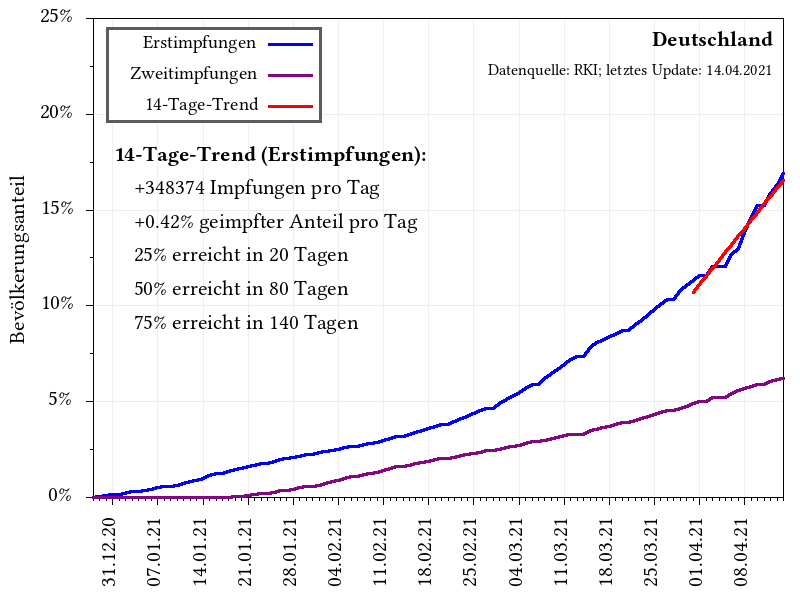 25%
20%
15%
10%
5%
0%
Bevölkerungsanteil
Erstimpfungen
Zweitimpfungen
14-Tage-Trend
Deutschland
Datenquelle: RKI; letztes Update: 14.04.2021
14-Tage-Trend (Erstimpfungen):
+348374 Impfungen pro Tag
+0.42% geimpfter Anteil pro Tag
25% erreicht in 20 Tagen
50% erreicht in 80 Tagen
75% erreicht in 140 Tagen
31.12.20
07.01.21
14.01.21
21.01.21
28.01.21
04.02.21
11.02.21
18.02.21
25.02.21
04.03.21
11.03.21
18.03.21
25.03.21
01.04.21
08.04.21